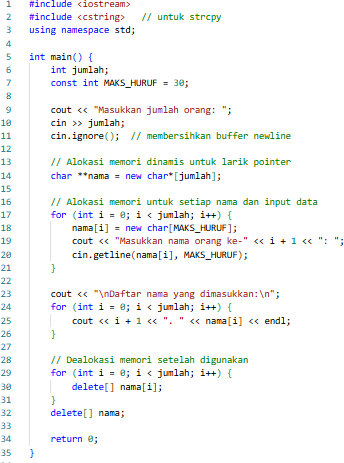 1 #include <iostream>
2 #include <cstring>   // untuk strcpy
3 using namespace std;
4
5 int main() {
6     int jumlah;
7     const int MAKS_HURUF = 30;
8
9     cout << "Masukkan jumlah orang: ";
10     cin >> jumlah;
11     cin.ignore();  // membersihkan buffer newline
12
13     // Alokasi memori dinamis untuk larik pointer
14     char **nama = new char*[jumlah];
15
16     // Alokasi memori untuk setiap nama dan input data
17     for (int i = 0; i < jumlah; i++) {
18         nama[i] = new char[MAKS_HURUF];
19         cout << "Masukkan nama orang ke-" << i + 1 << ": ";
20         cin.getline(nama[i], MAKS_HURUF);
21     }
22
23     cout << "\nDaftar nama yang dimasukkan:\n";
24     for (int i = 0; i < jumlah; i++) {
25         cout << i + 1 << ". " << nama[i] << endl;
26     }
27
28     // Dealokasi memori setelah digunakan
29     for (int i = 0; i < jumlah; i++) {
30         delete[] nama[i];
31     }
32     delete[] nama;
33
34     return 0;
35 }